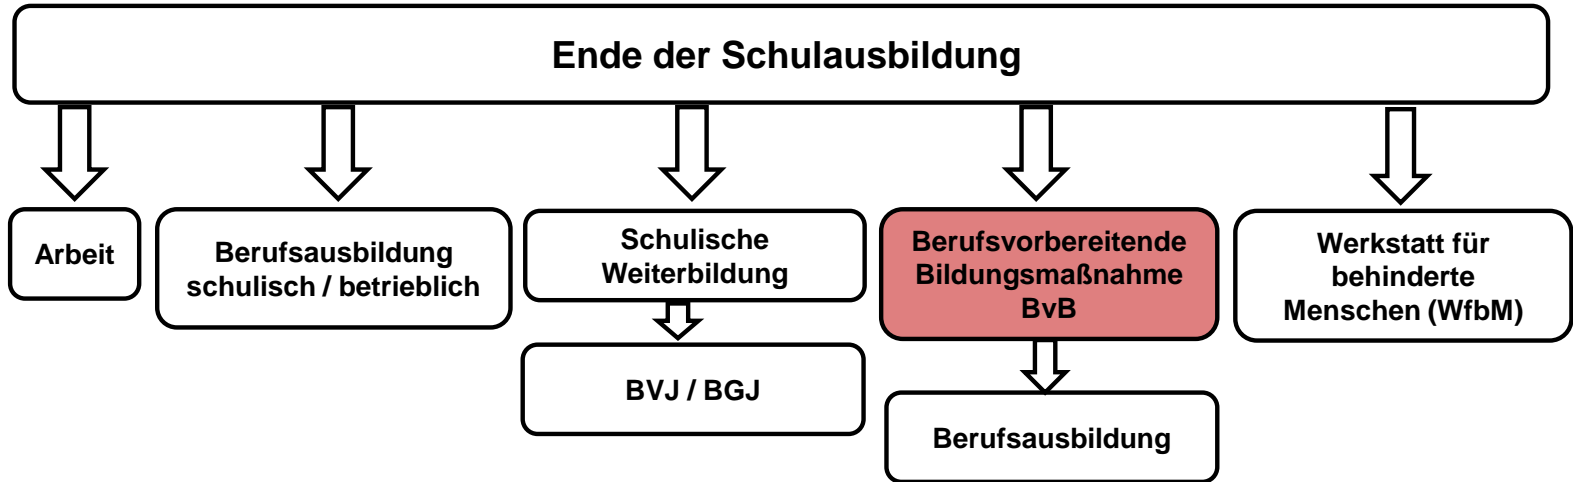 Ende der Schulausbildung
Arbeit
Berufsausbildung
schulisch / betrieblich
Schulische
Weiterbildung
Berufsvorbereitende
Bildungsmaßnahme
BvB
Werkstatt für
behinderte
Menschen (WfbM)
BVJ / BGJ
Berufsausbildung